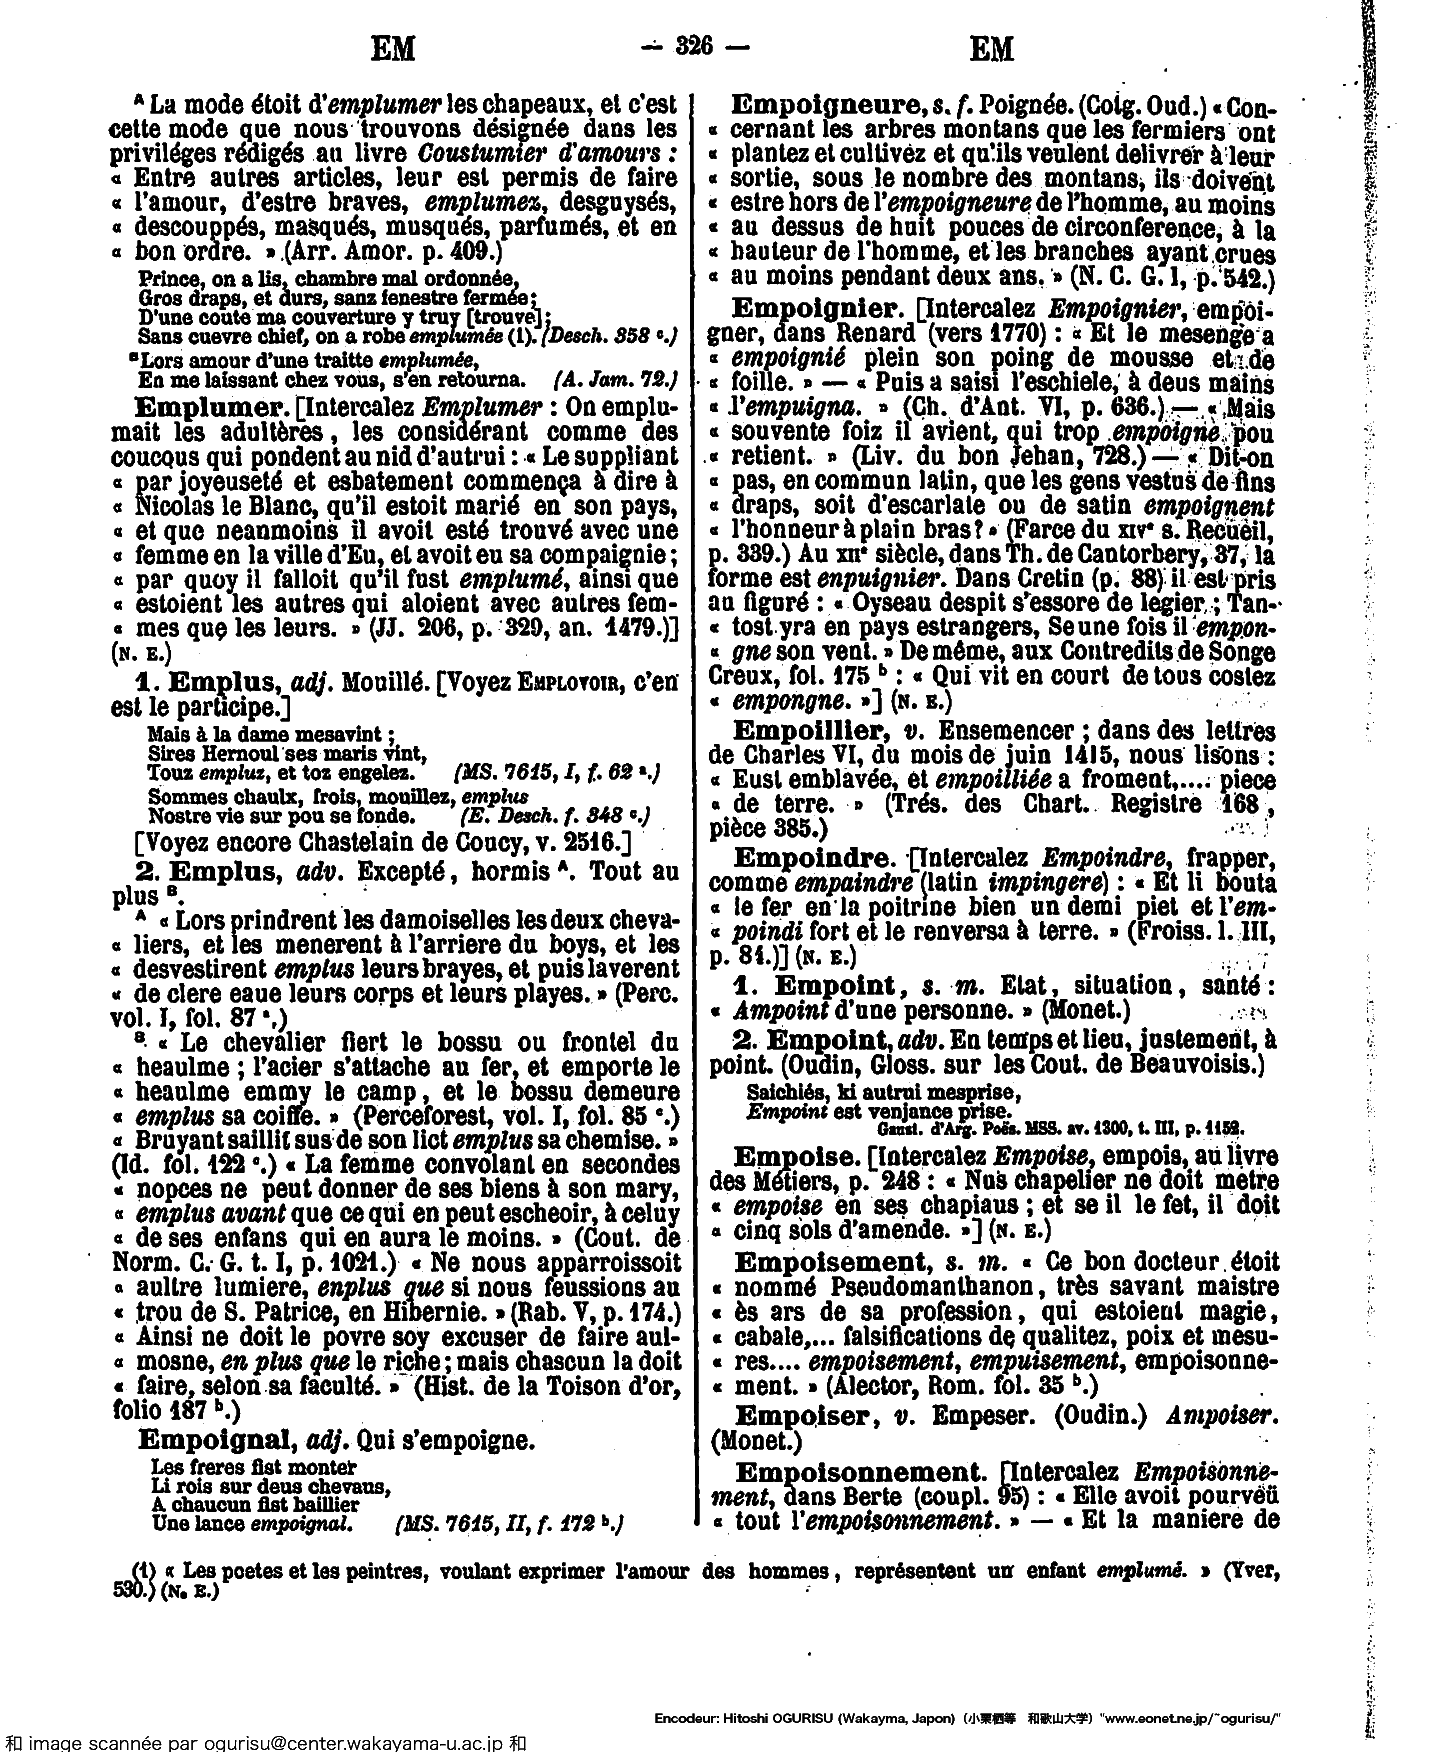 EM
— 326 —
EM
ᴬ La mode étoit d'emplumer les chapeaux, et c'est
cette mode que nous trouvons désignée dans les
priviléges rédigés au livre Coustumier d'amours :
« Entre autres articles, leur est permis de faire
« l'amour, d'estre braves, emplumez, desguysés,
« descouppés, masqués, musqués, parfumés, et en
« bon ordre. » (Arr. Amor. p. 409.)
Prince, on a lis, chambre mal ordonnée,
Gros draps, et durs, sanz fenestre fermée ;
D'une coute ma couverture y truy [trouve] ;
Sans cuevre chief, on a robe emplumée (1). (Desch. 358 ᶜ.)
ᴮ Lors amour d'une traitte emplumée,
En me laissant chez vous, s'en retourna. (A. Jam. 72.)
Emplumer. [Intercalez Emplumer : On emplu-
mait les adultères, les considérant comme des
coucous qui pondent au nid d'autrui : « Le suppliant
« par joyeuseté et esbatement commença à dire à
« Nicolas le Blanc, qu'il estoit marié en son pays,
« et que neanmoins il avoit esté trouvé avec une
« femme en la ville d'Eu, et avoit eu sa compaignie ;
« par quoy il falloit qu'il fust emplumé, ainsi que
« estoient les autres qui aloient avec autres fem-
« mes que les leurs. » (JJ. 206, p. 329, an. 1479.)]
(N. E.)
1. Emplus, adj. Mouillé. [Voyez EMPLOVOIR, c'en
est le participe.]
Mais à la dame mesavint ;
Sires Hernoul ses maris vint,
Touz empluz, et toz engelez. (MS. 7615, I, f. 62 ᵃ.)
Sommes chaulx, frois, mouillez, emplus
Nostre vie sur pou se fonde. (E. Desch. f. 348 ᶜ.)
[Voyez encore Chastelain de Coucy, v. 2516.]
2. Emplus, adv. Excepté, hormis ᴬ. Tout au
plus ᴮ.
ᴬ « Lors prindrent les damoiselles les deux cheva-
« liers, et les menerent à l'arriere du boys, et les
« desvestirent emplus leurs brayes, et puis laverent
« de clere eaue leurs corps et leurs playes. » (Perc.
vol. I, fol. 87 ᵃ.)
ᴮ « Le chevalier fiert le bossu ou frontel du
« heaulme ; l'acier s'attache au fer, et emporte le
« heaulme emmy le camp, et le bossu demeure
« emplus sa coiffe. » (Perceforest, vol. I, fol. 85 ᶜ.)
« Bruyant saillit sus de son lict emplus sa chemise. »
(Id. fol. 122 ᶜ.) « La femme convolant en secondes
« nopces ne peut donner de ses biens à son mary,
« emplus avant que ce qui en peut escheoir, à celuy
« de ses enfans qui en aura le moins. » (Cout. de
Norm. C. G. t. I, p. 1021.) « Ne nous apparroissoit
« aultre lumiere, enplus que si nous feussions au
« trou de S. Patrice, en Hibernie. » (Rab. V, p. 174.)
« Ainsi ne doit le povre soy excuser de faire aul-
« mosne, en plus que le riche ; mais chascun la doit
« faire, selon sa faculté. » (Hist. de la Toison d'or,
folio 187 ᵇ.)
Empoignal, adj. Qui s'empoigne.
Les freres fist monter
Li rois sur deus chevaus,
A chaucun fist baillier
Une lance empoignal. (MS. 7615, II, f. 172 ᵇ.)
Empoigneure, s. f. Poignée. (Cotg. Oud.) « Con-
« cernant les arbres montans que les fermiers ont
« plantez et cultivez et qu'ils veulent delivrer à leur
« sortie, sous le nombre des montans, ils doivent
« estre hors de l'empoigneure de l'homme, au moins
« au dessus de huit pouces de circonference, à la
« hauteur de l'homme, et les branches ayant crues
« au moins pendant deux ans. » (N. C. G. I, p. 542.)
Empoignier. [Intercalez Empoignier, empoi-
gner, dans Renard (vers 1770) : « Et le mesenge a
« empoignié plein son poing de mousse et de
« foille. » — « Puis a saisi l'eschiele, à deus mains
« l'empuigna. » (Ch. d'Ant. VI, p. 636.) — « Mais
« souvente foiz il avient, qui trop empoigne pou
« retient. » (Liv. du bon Jehan, 728.) — « Dit-on
« pas, en commun latin, que les gens vestus de fins
« draps, soit d'escarlate ou de satin empoignent
« l'honneur à plain bras ? » (Farce du XIVᵉ s. Recueil,
p. 339.) Au XIIᵉ siècle, dans Th. de Cantorbery, 37, la
forme est enpuignier. Dans Cretin (p. 88) il est pris
au figuré : « Oyseau despit s'essore de legier ; Tan-
« tost yra en pays estrangers, Se une fois il empon-
« gne son vent. » De même, aux Contredits de Songe
Creux, fol. 175 ᵇ : « Qui vit en court de tous costez
« empongne. »] (N. E.)
Empoillier, v. Ensemencer ; dans des lettres
de Charles VI, du mois de juin 1415, nous lisons :
« Eust emblavée, et empoilliée a froment,.... piece
« de terre. » (Trés. des Chart. Registre 168,
pièce 385.)
Empoindre. [Intercalez Empoindre, frapper,
comme empaindre (latin impingere) : « Et li bouta
« le fer en la poitrine bien un demi piet et l'em-
« poindi fort et le renversa à terre. » (Froiss. l. III,
p. 84.)] (N. E.)
1. Empoint, s. m. Etat, situation, santé :
« Ampoint d'une personne. » (Monet.)
2. Empoint, adv. En temps et lieu, justement, à
point. (Oudin, Gloss. sur les Cout. de Beauvoisis.)
Saichiés, ki autrui mesprise,
Empoint est venjance prise.
Gaust. d'Arg. Poës. MSS. av. 1300, t. III, p. 1152.
Empoise. [Intercalez Empoise, empois, au livre
des Métiers, p. 248 : « Nus chapelier ne doit metre
« empoise en ses chapiaus ; et se il le fet, il doit
« cinq sols d'amende. »] (N. E.)
Empoisement, s. m. « Ce bon docteur étoit
« nommé Pseudomanthanon, très savant maistre
« ès ars de sa profession, qui estoient magie,
« cabale,... falsifications de qualitez, poix et mesu-
« res.... empoisement, empuisement, empoisonne-
« ment. » (Alector, Rom. fol. 35 ᵇ.)
Empoiser, v. Empeser. (Oudin.) Ampoiser.
(Monet.)
Empoisonnement. [Intercalez Empoisonne-
ment, dans Berte (coupl. 95) : « Elle avoit pourveü
« tout l'empoisonnement. » — « Et la maniere de
(1) « Les poetes et les peintres, voulant exprimer l'amour des hommes, représentent un enfant emplumé. » (Yver,
530.) (N. E.)
Encodeur: Hitoshi OGURISU (Wakayma, Japon) (小栗栖等 和歌山大学) "www.eonet.ne.jp/~ogurisu/"
和 image scannée par ogurisu@center.wakayama-u.ac.jp 和